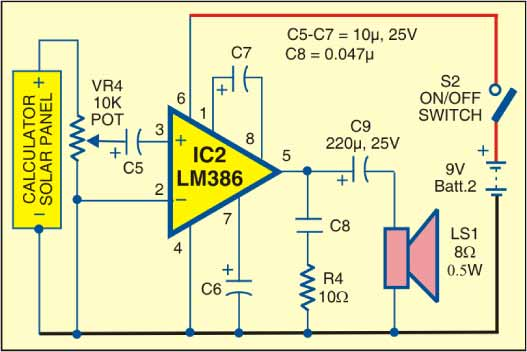 C5-C7 = 10µ, 25V
C8 = 0.047µ
C7
S2
ON/OFF
SWITCH
+
CALCULATOR
SOLAR PANEL
–
VR4
10K
POT
C5
+
6
1
+
3
+
8
IC2
LM386
2
–
7
4
5
C9
220µ, 25V
+
+
9V
Batt.2
C8
C6
+
R4
10Ω
LS1
8Ω
0.5W